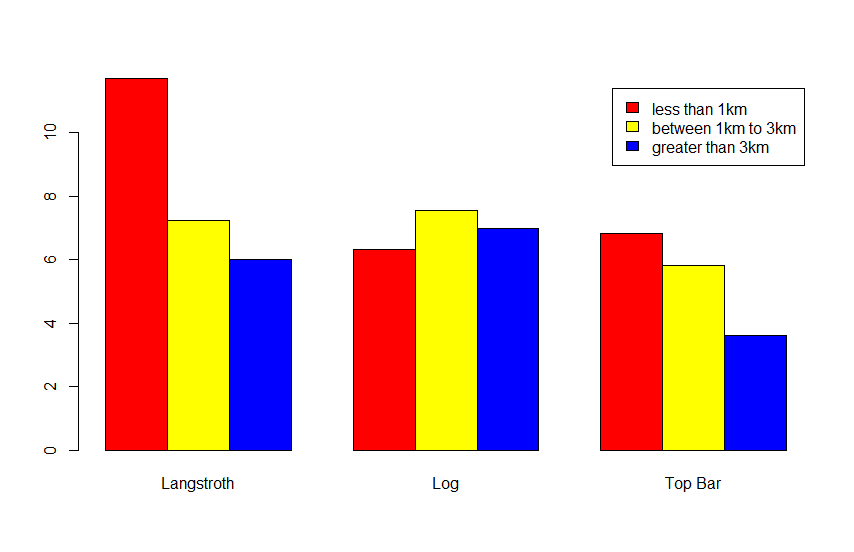 10
8
6
4
2
0
less than 1km
between 1km to 3km
greater than 3km
Langstroth
Log
Top Bar